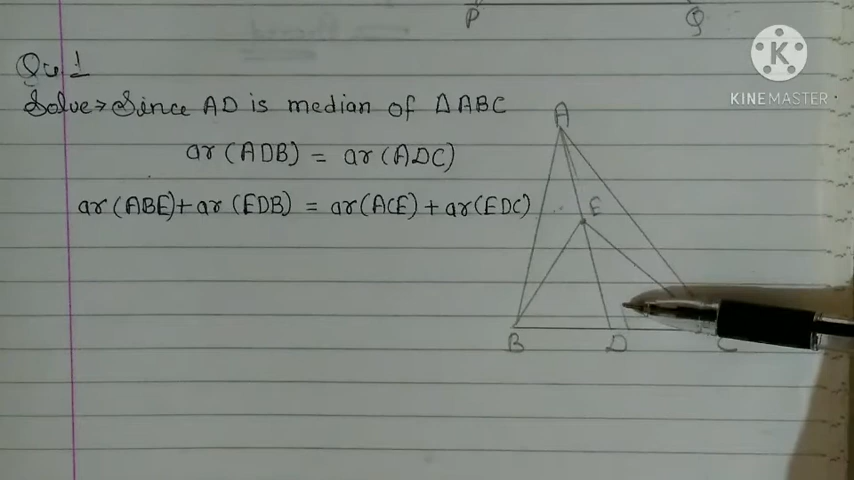 P Q
Qu 1
K
Solve > Since AD is median of ΔABC
KINEMASTER
A
ar (ADB) = ar (ADC)
ar (ABE) + ar (EDB) = ar (ACE) + ar (EDC)
E
B D C